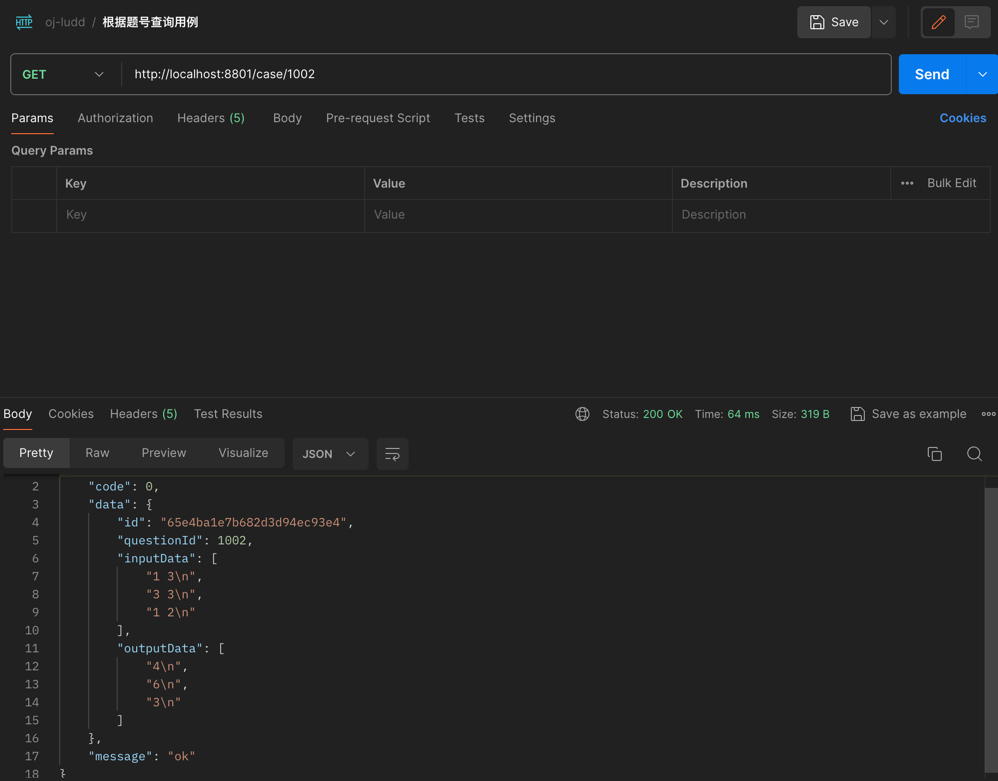 HTTP oj-ludd / 根据题号查询用例 Save
GET http://localhost:8801/case/1002 Send
Params Authorization Headers (5) Body Pre-request Script Tests Settings Cookies
Query Params
Key Value Description ••• Bulk Edit
Key Value Description
Body Cookies Headers (5) Test Results Status: 200 OK Time: 64 ms Size: 319 B Save as example •••
Pretty Raw Preview Visualize JSON
2 "code": 0,
3 "data": {
4 "id": "65e4ba1e7b682d3d94ec93e4",
5 "questionId": 1002,
6 "inputData": [
7 "1 3\n",
8 "3 3\n",
9 "1 2\n"
10 ],
11 "outputData": [
12 "4\n",
13 "6\n",
14 "3\n"
15 ]
16 },
17 "message": "ok"
18 }